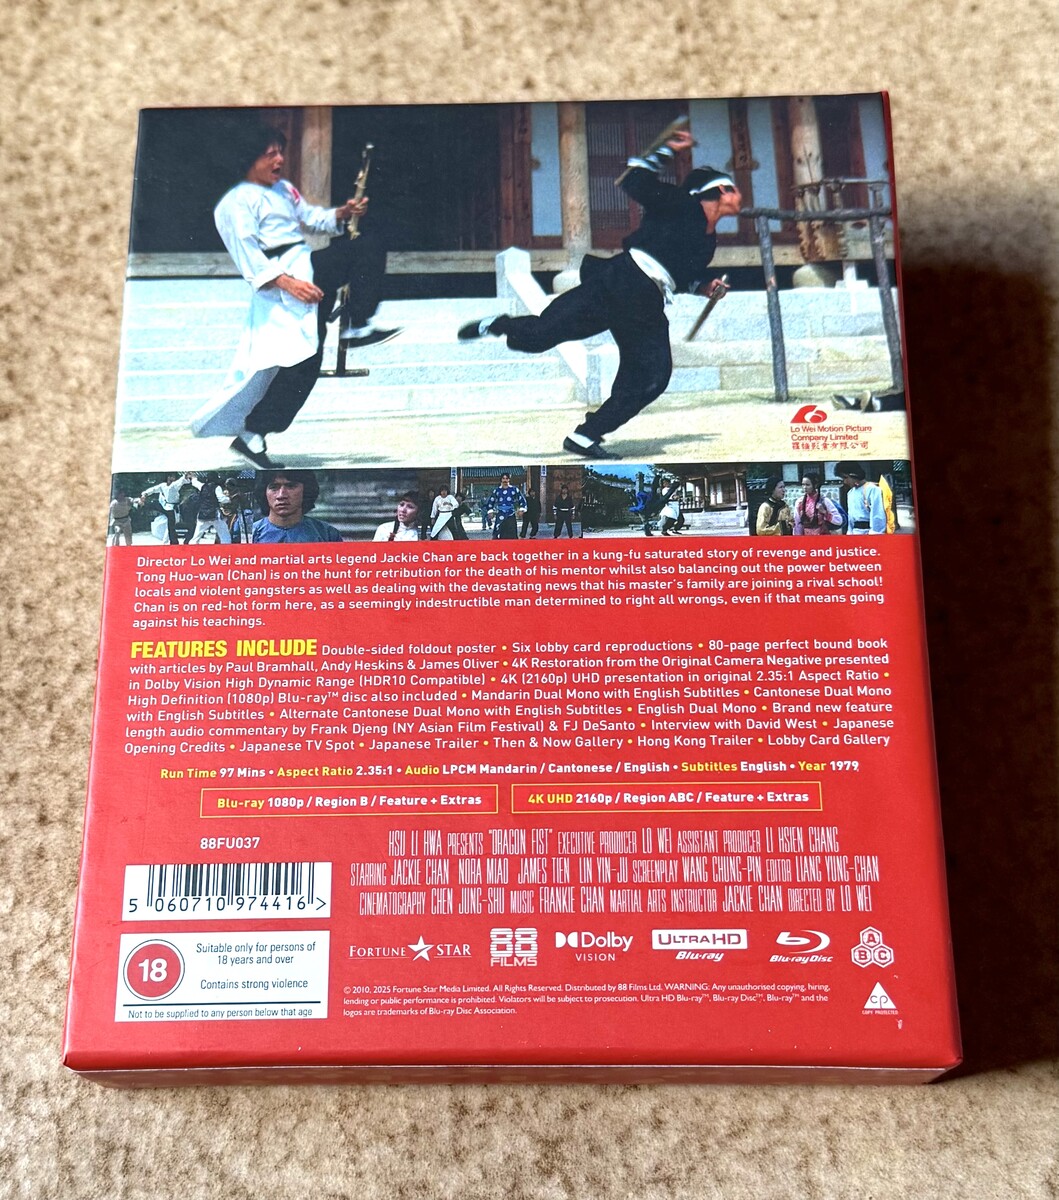 Lo Wei Motion Picture
Company Limited
羅維影業有限公司
Director Lo Wei and martial arts legend Jackie Chan are back together in a kung-fu saturated story of revenge and justice.
Tong Huo-wan (Chan) is on the hunt for retribution for the death of his mentor whilst also balancing out the power between
locals and violent gangsters as well as dealing with the devastating news that his master's family are joining a rival school!
Chan is on red-hot form here, as a seemingly indestructible man determined to right all wrongs, even if that means going
against his teachings.
FEATURES INCLUDE Double-sided foldout poster • Six lobby card reproductions • 80-page perfect bound book
with articles by Paul Bramhall, Andy Heskins & James Oliver • 4K Restoration from the Original Camera Negative presented
in Dolby Vision High Dynamic Range (HDR10 Compatible) • 4K (2160p) UHD presentation in original 2.35:1 Aspect Ratio •
High Definition (1080p) Blu-ray™ disc also included • Mandarin Dual Mono with English Subtitles • Cantonese Dual Mono
with English Subtitles • Alternate Cantonese Dual Mono with English Subtitles • English Dual Mono • Brand new feature
length audio commentary by Frank Djeng (NY Asian Film Festival) & FJ DeSanto • Interview with David West • Japanese
Opening Credits • Japanese TV Spot • Japanese Trailer • Then & Now Gallery • Hong Kong Trailer • Lobby Card Gallery
Run Time 97 Mins • Aspect Ratio 2.35:1 • Audio LPCM Mandarin / Cantonese / English • Subtitles English • Year 1979
Blu-ray 1080p / Region B / Feature + Extras
4K UHD 2160p / Region ABC / Feature + Extras
88FU037
5 060710 974416 >
HSU LI HWA PRESENTS "DRAGON FIST" EXECUTIVE PRODUCER LO WEI ASSISTANT PRODUCER LI HSIEN CHANG
STARRING JACKIE CHAN NORA MIAO JAMES TIEN LIN YIN-JU SCREENPLAY WANG CHUNG-PIN EDITOR LIANG YUNG-CHAN
CINEMATOGRAPHY CHEN JUNG-SHU MUSIC FRANKIE CHAN MARTIAL ARTS INSTRUCTOR JACKIE CHAN DIRECTED BY LO WEI
18
Suitable only for persons of
18 years and over
Contains strong violence
Not to be supplied to any person below that age
FORTUNE STAR
88 FILMS
Dolby
VISION
ULTRA HD
Blu-ray
Blu-ray Disc
A
B C
© 2010, 2025 Fortune Star Media Limited. All Rights Reserved. Distributed by 88 Films Ltd. WARNING: Any unauthorised copying, hiring,
lending or public performance is prohibited. Violators will be subject to prosecution. Ultra HD Blu-ray™, Blu-ray Disc™, Blu-ray™ and the
logos are trademarks of Blu-ray Disc Association.
CP
COPY PROTECTED